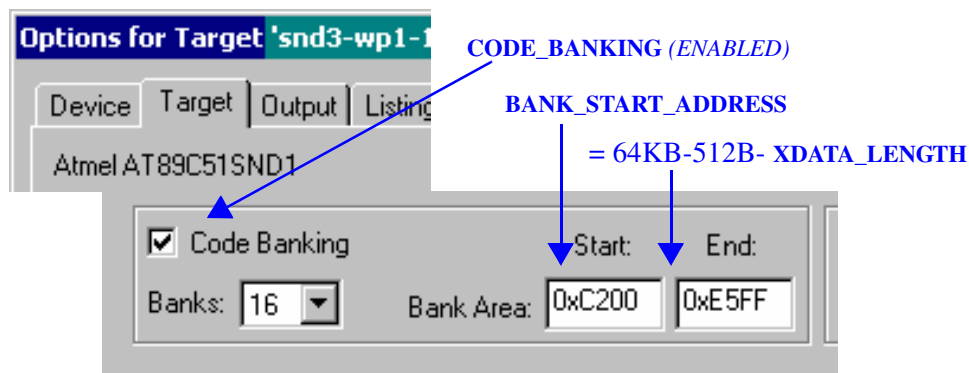 Options for Target 'snd3-wp1-1
CODE_BANKING (ENABLED)
Device Target Output Listing
BANK_START_ADDRESS
= 64KB-512B- XDATA_LENGTH
Atmel AT89C51SND1
Code Banking
Start: End:
Banks: 16 Bank Area: 0xC200 0xE5FF